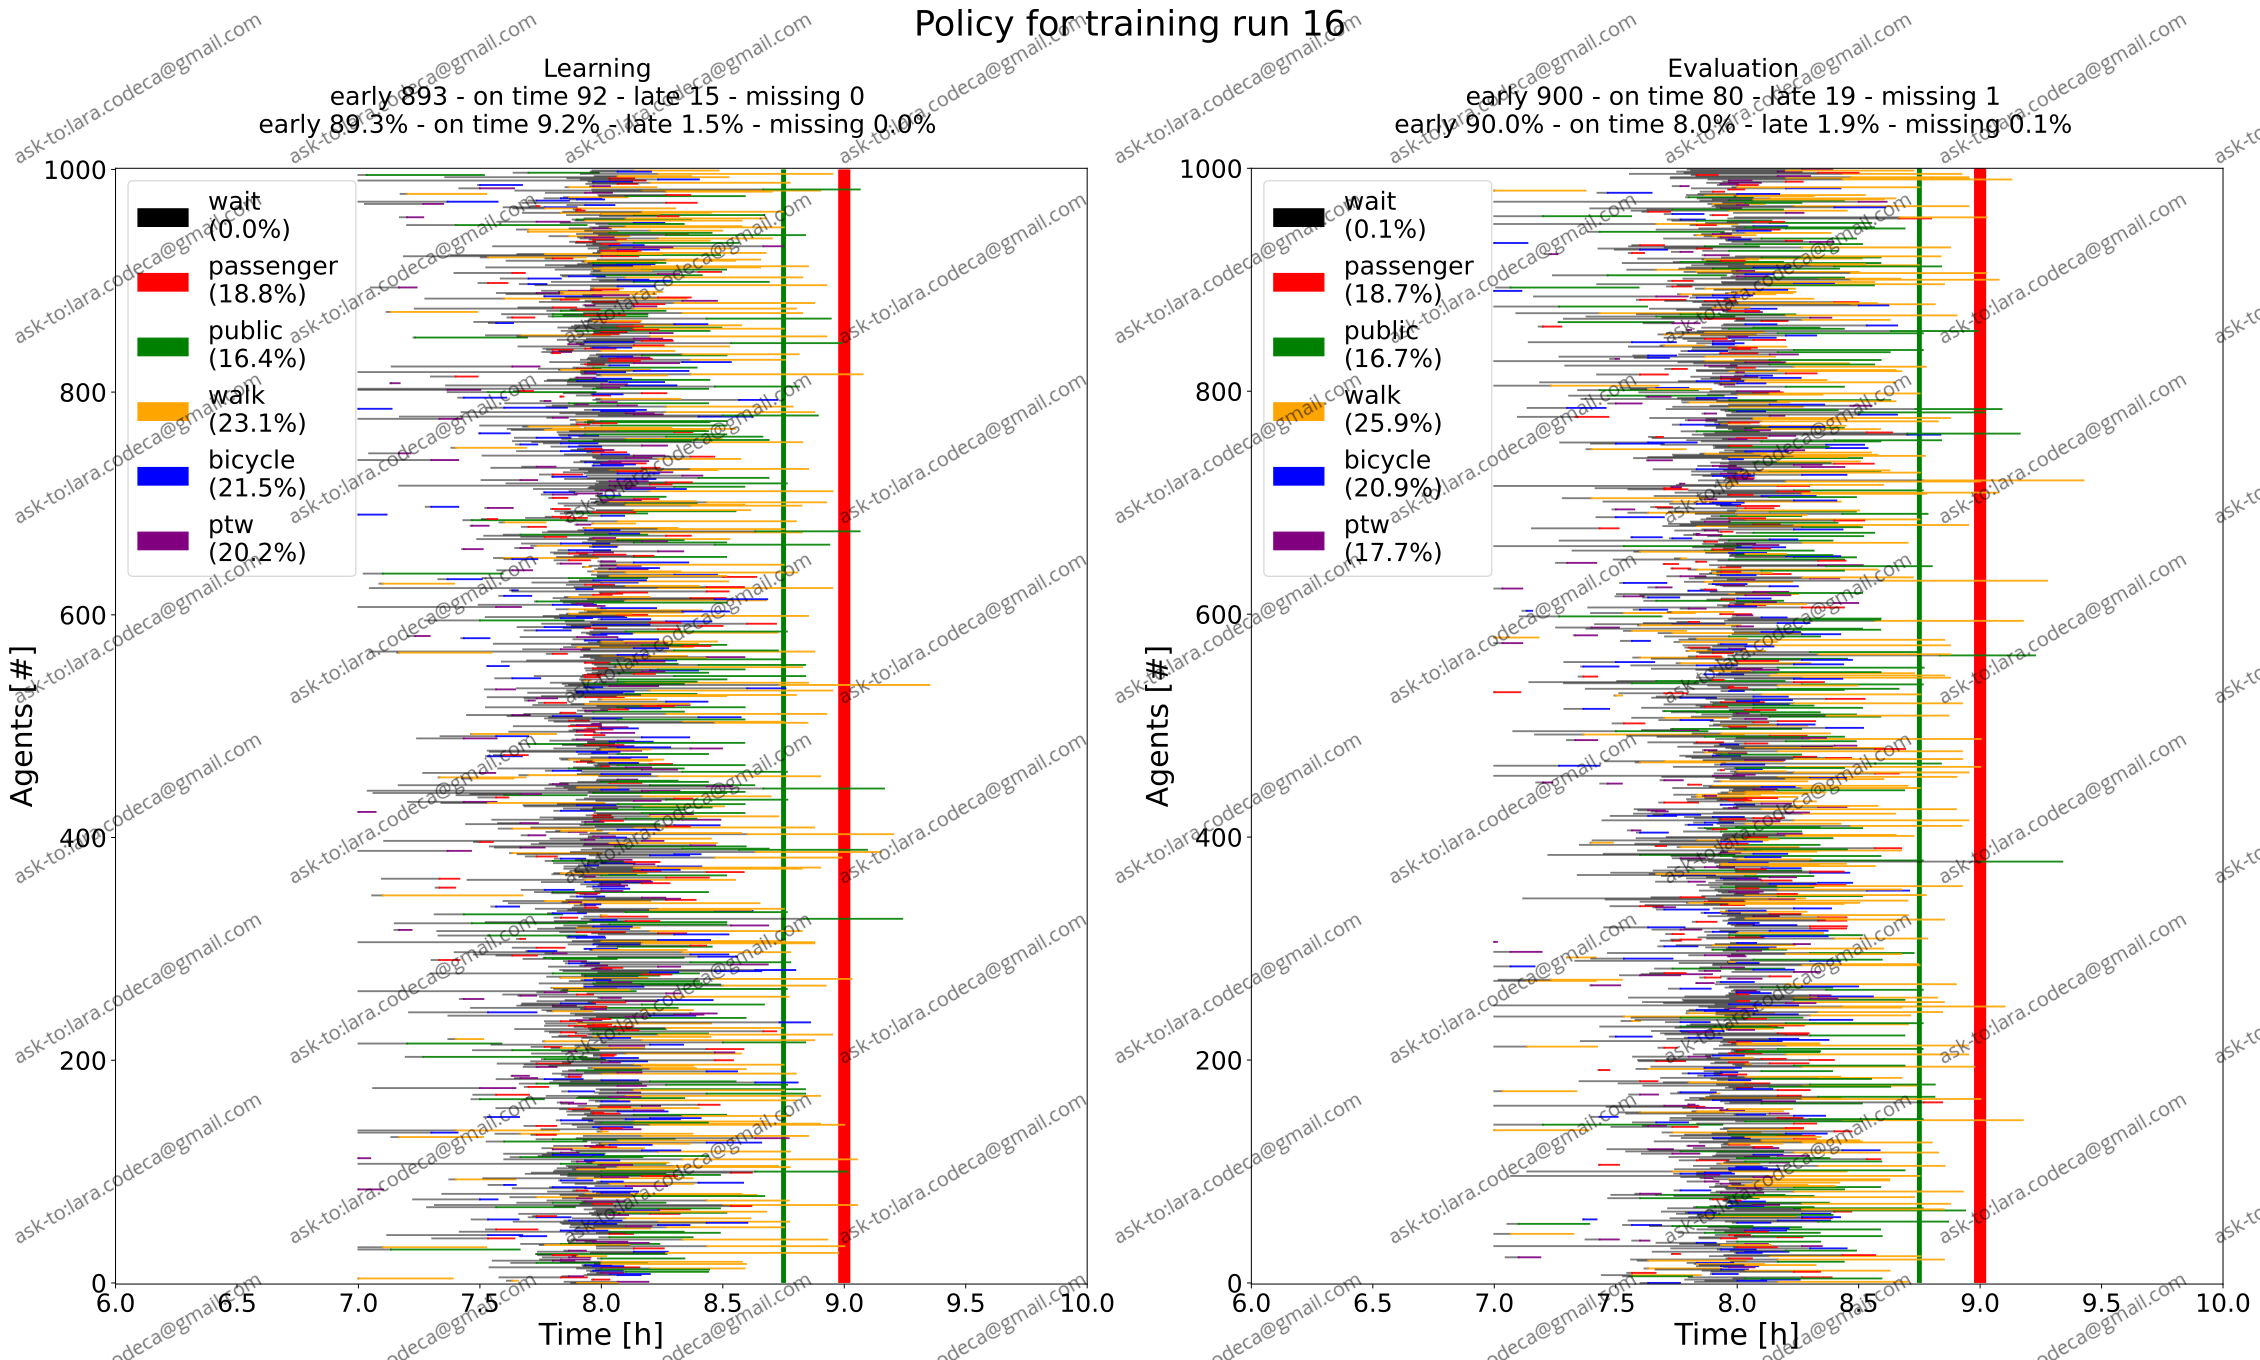 Policy for training run 16
Learning
early 893 - on time 92 - late 15 - missing 0
early 89.3% - on time 9.2% - late 1.5% - missing 0.0%
1000
800
600
400
200
0
Agents [#]
wait
(0.0%)
passenger
(18.8%)
public
(16.4%)
walk
(23.1%)
bicycle
(21.5%)
ptw
(20.2%)
6.0 6.5 7.0 7.5 8.0 8.5 9.0 9.5 10.0
Time [h]
Evaluation
early 900 - on time 80 - late 19 - missing 1
early 90.0% - on time 8.0% - late 1.9% - missing 0.1%
1000
800
600
400
200
0
Agents [#]
wait
(0.1%)
passenger
(18.7%)
public
(16.7%)
walk
(25.9%)
bicycle
(20.9%)
ptw
(17.7%)
6.0 6.5 7.0 7.5 8.0 8.5 9.0 9.5 10.0
Time [h]
ask-to:lara.codeca@gmail.com